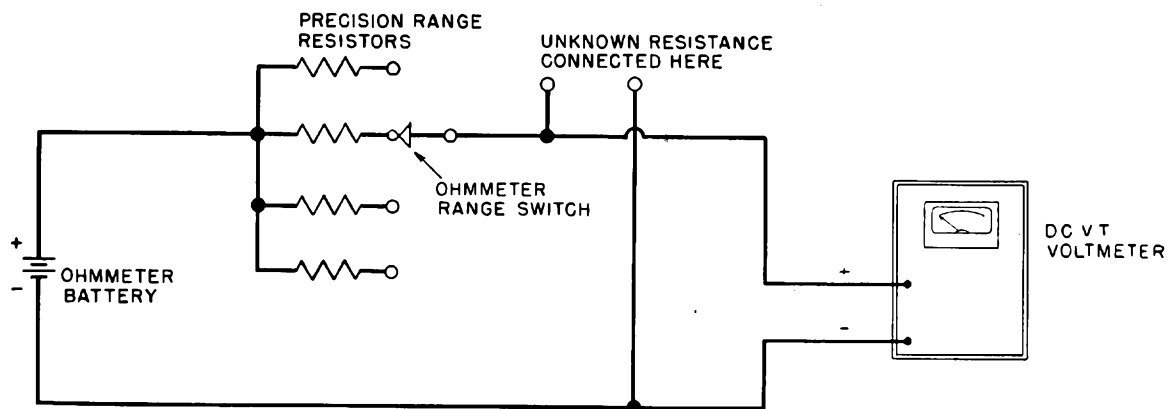 PRECISION RANGE
RESISTORS
UNKNOWN RESISTANCE
CONNECTED HERE
OHMMETER
RANGE SWITCH
+
-
OHMMETER
BATTERY
+
-
DC VT
VOLTMETER